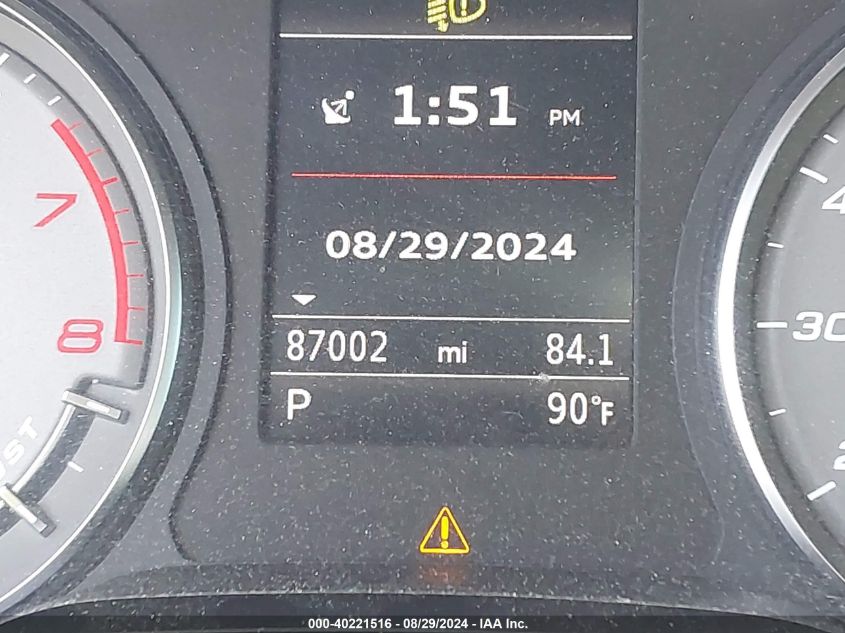 1:51 PM
08/29/2024
87002 mi 84.1
P 90°F
7
8
30
000-40221516 - 08/29/2024 - IAA Inc.